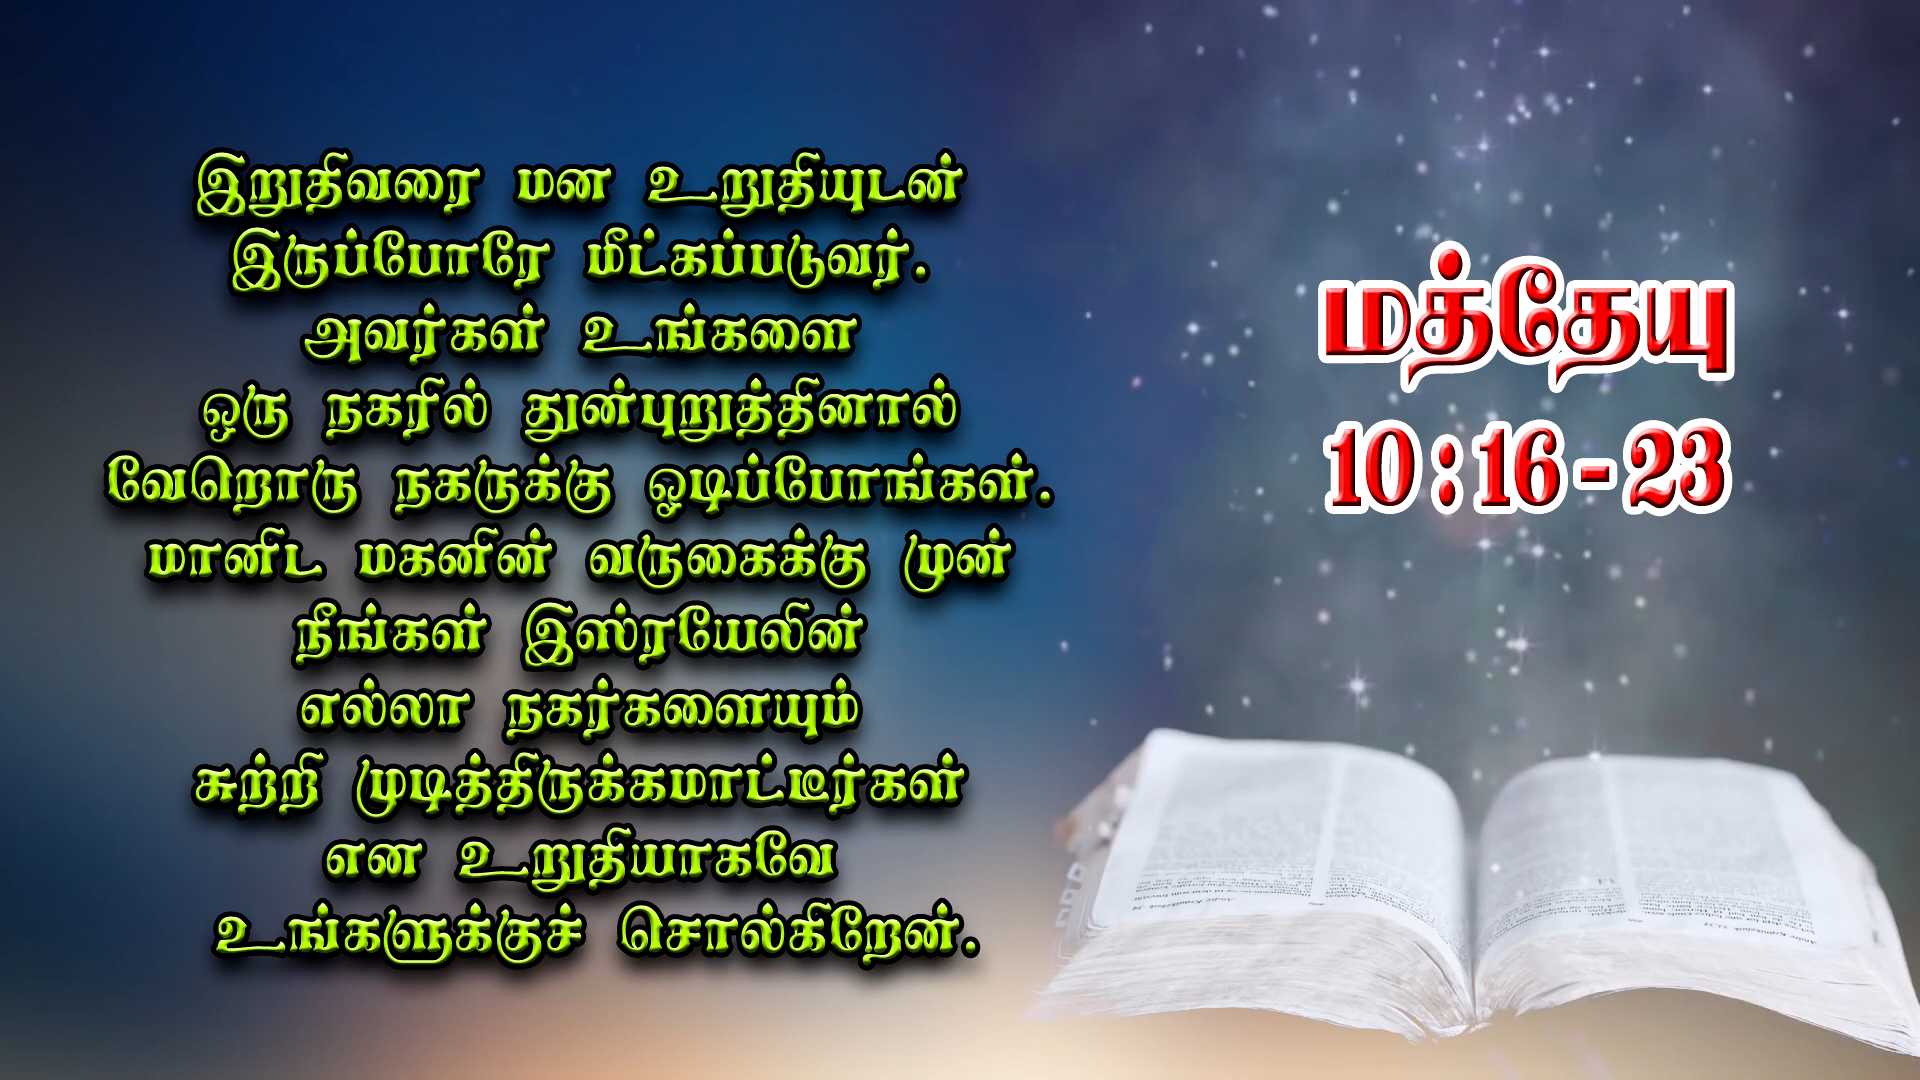 இறுதிவரை மன உறுதியுடன்
இருப்போரே மீட்கப்படுவர்.
அவர்கள் உங்களை
ஒரு நகரில் துன்புறுத்தினால்
வேறொரு நகருக்கு ஓடிப்போங்கள்.
மானிட மகனின் வருகைக்கு முன்
நீங்கள் இஸ்ரயேலின்
எல்லா நகர்களையும்
சுற்றி முடித்திருக்கமாட்டீர்கள்
என உறுதியாகவே
உங்களுக்குச் சொல்கிறேன்.
மத்தேயு
10 : 16 - 23